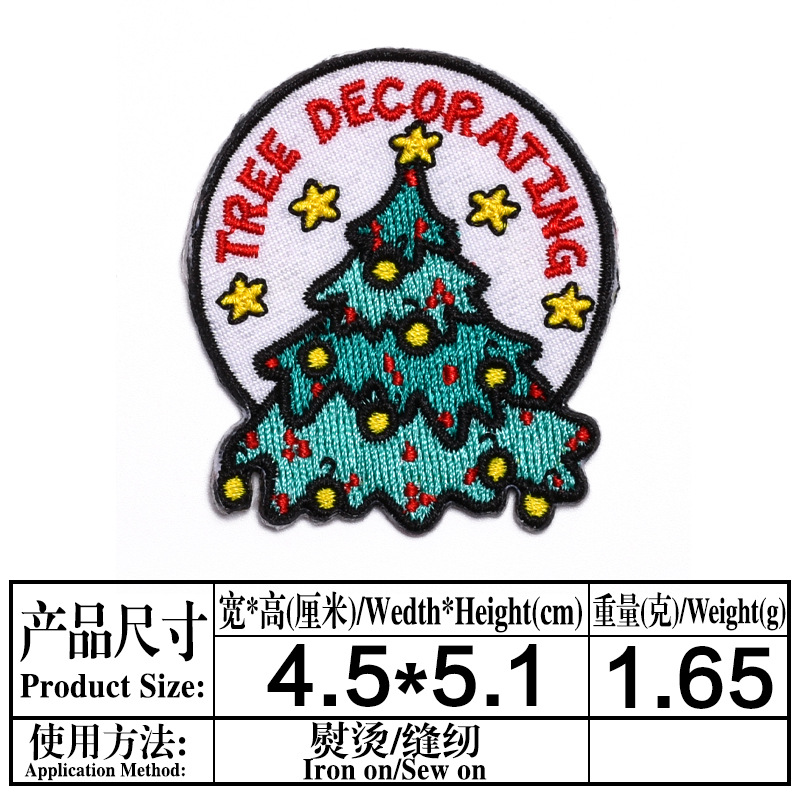 TREE DECORATING
产品尺寸
Product Size:
宽*高(厘米)/Wedth*Height(cm)
4.5*5.1
重量(克)/Weight(g)
1.65
使用方法:
Application Method:
熨烫/缝纫
Iron on/Sew on